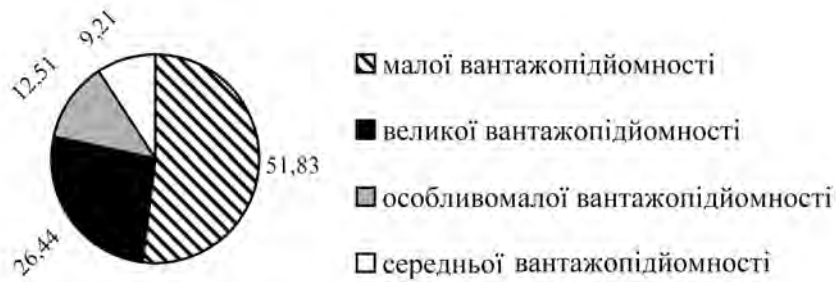 9,21
12,51
51,83
26,44
малої вантажопідйомності
великої вантажопідйомності
особливомалої вантажопідйомності
середньої вантажопідйомності